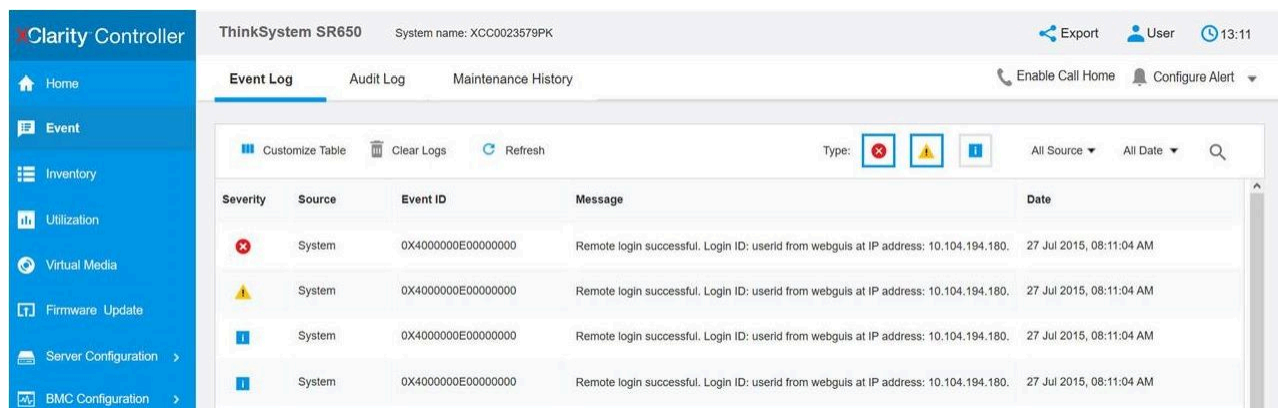 XClarity Controller
ThinkSystem SR650 System name: XCC0023579PK Export User 13:11
Home
Event Log Audit Log Maintenance History Enable Call Home Configure Alert
Event
Customize Table Clear Logs Refresh Type: All Source All Date
Inventory
Utilization
Virtual Media
Firmware Update
Server Configuration
BMC Configuration
Severity Source Event ID Message Date
System 0X4000000E00000000 Remote login successful. Login ID: userid from webguis at IP address: 10.104.194.180. 27 Jul 2015, 08:11:04 AM
System 0X4000000E00000000 Remote login successful. Login ID: userid from webguis at IP address: 10.104.194.180. 27 Jul 2015, 08:11:04 AM
System 0X4000000E00000000 Remote login successful. Login ID: userid from webguis at IP address: 10.104.194.180. 27 Jul 2015, 08:11:04 AM
System 0X4000000E00000000 Remote login successful. Login ID: userid from webguis at IP address: 10.104.194.180. 27 Jul 2015, 08:11:04 AM